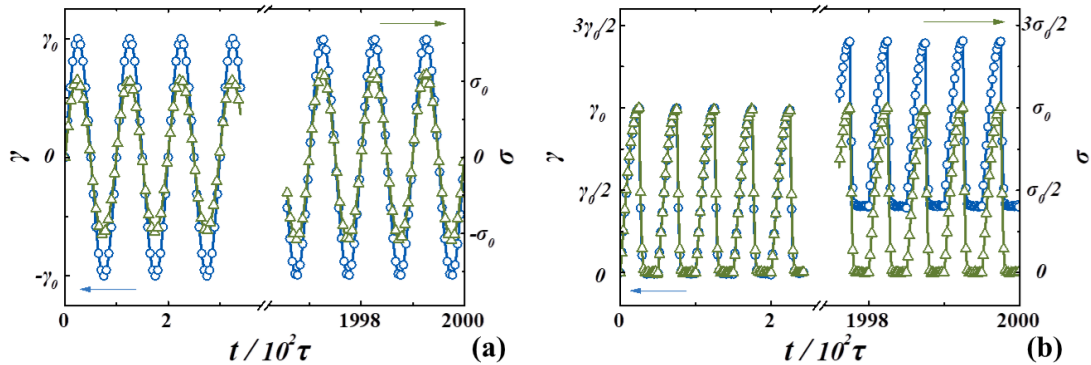 γ₀
0
-γ₀
γ
σ₀
0
-σ₀
σ
0
2
1998
2000
t / 10²τ
(a)
3γ₀/2
γ₀
γ₀/2
0
γ
3σ₀/2
σ₀
σ₀/2
0
σ
0
2
1998
2000
t / 10²τ
(b)